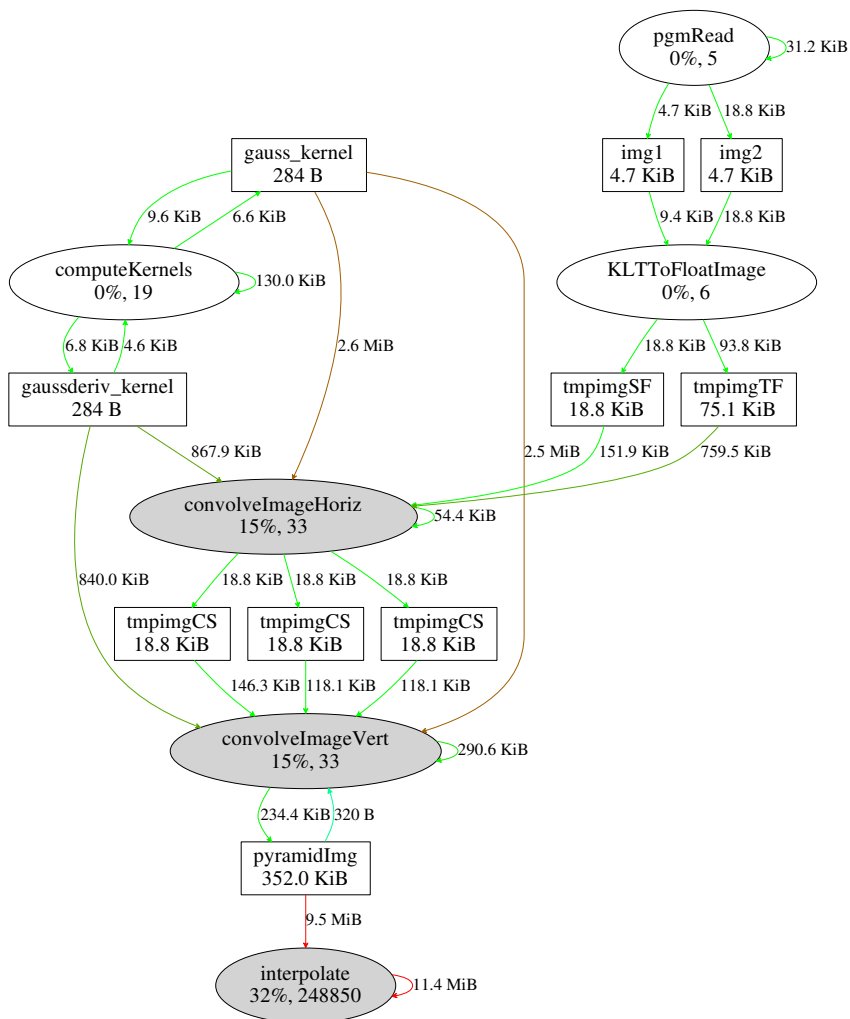 pgmRead
0%, 5
31.2 KiB
4.7 KiB
18.8 KiB
gauss_kernel
284 B
img1
4.7 KiB
img2
4.7 KiB
9.6 KiB
6.6 KiB
9.4 KiB
18.8 KiB
computeKernels
0%, 19
130.0 KiB
KLTToFloatImage
0%, 6
6.8 KiB
4.6 KiB
2.6 MiB
18.8 KiB
93.8 KiB
gaussderiv_kernel
284 B
tmpimgSF
18.8 KiB
tmpimgTF
75.1 KiB
867.9 KiB
2.5 MiB
151.9 KiB
759.5 KiB
convolveImageHoriz
15%, 33
54.4 KiB
840.0 KiB
18.8 KiB
18.8 KiB
18.8 KiB
tmpimgCS
18.8 KiB
tmpimgCS
18.8 KiB
tmpimgCS
18.8 KiB
146.3 KiB
118.1 KiB
118.1 KiB
convolveImageVert
15%, 33
290.6 KiB
234.4 KiB
320 B
pyramidImg
352.0 KiB
9.5 MiB
interpolate
32%, 248850
11.4 MiB